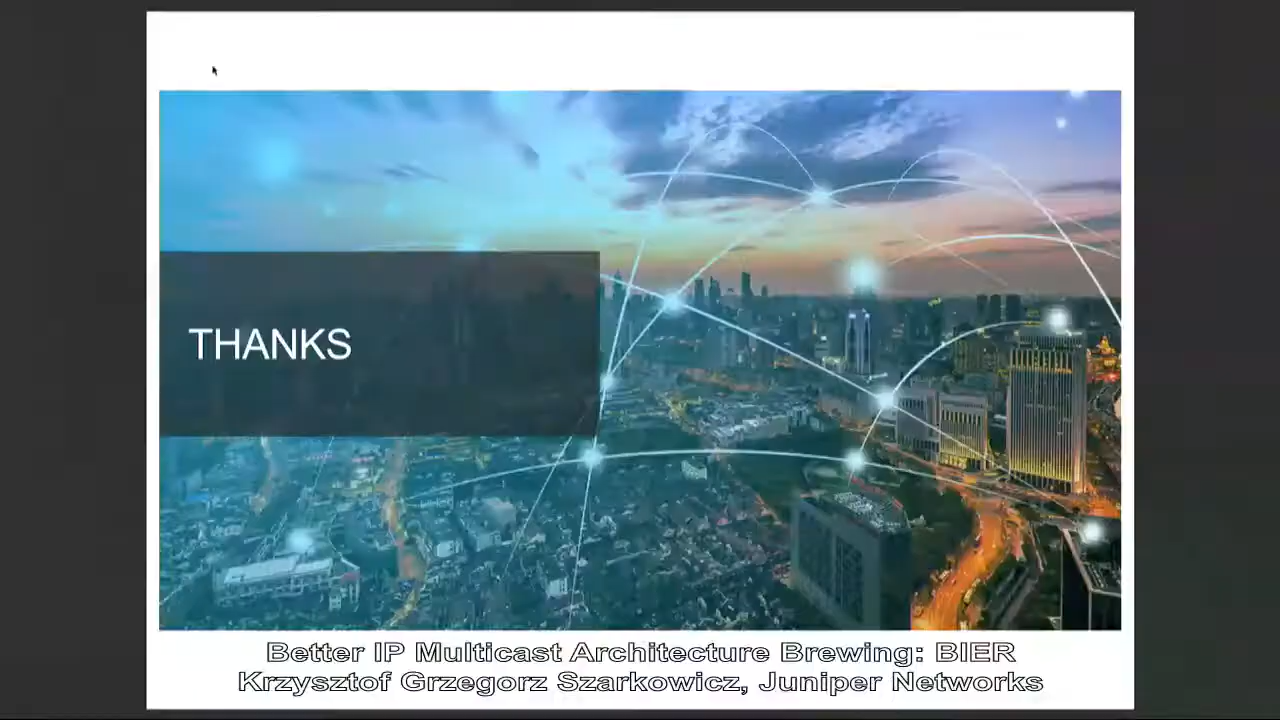 THANKS
Better IP Multicast Architecture Brewing: BIER
Krzysztof Grzegorz Szarkowicz, Juniper Networks